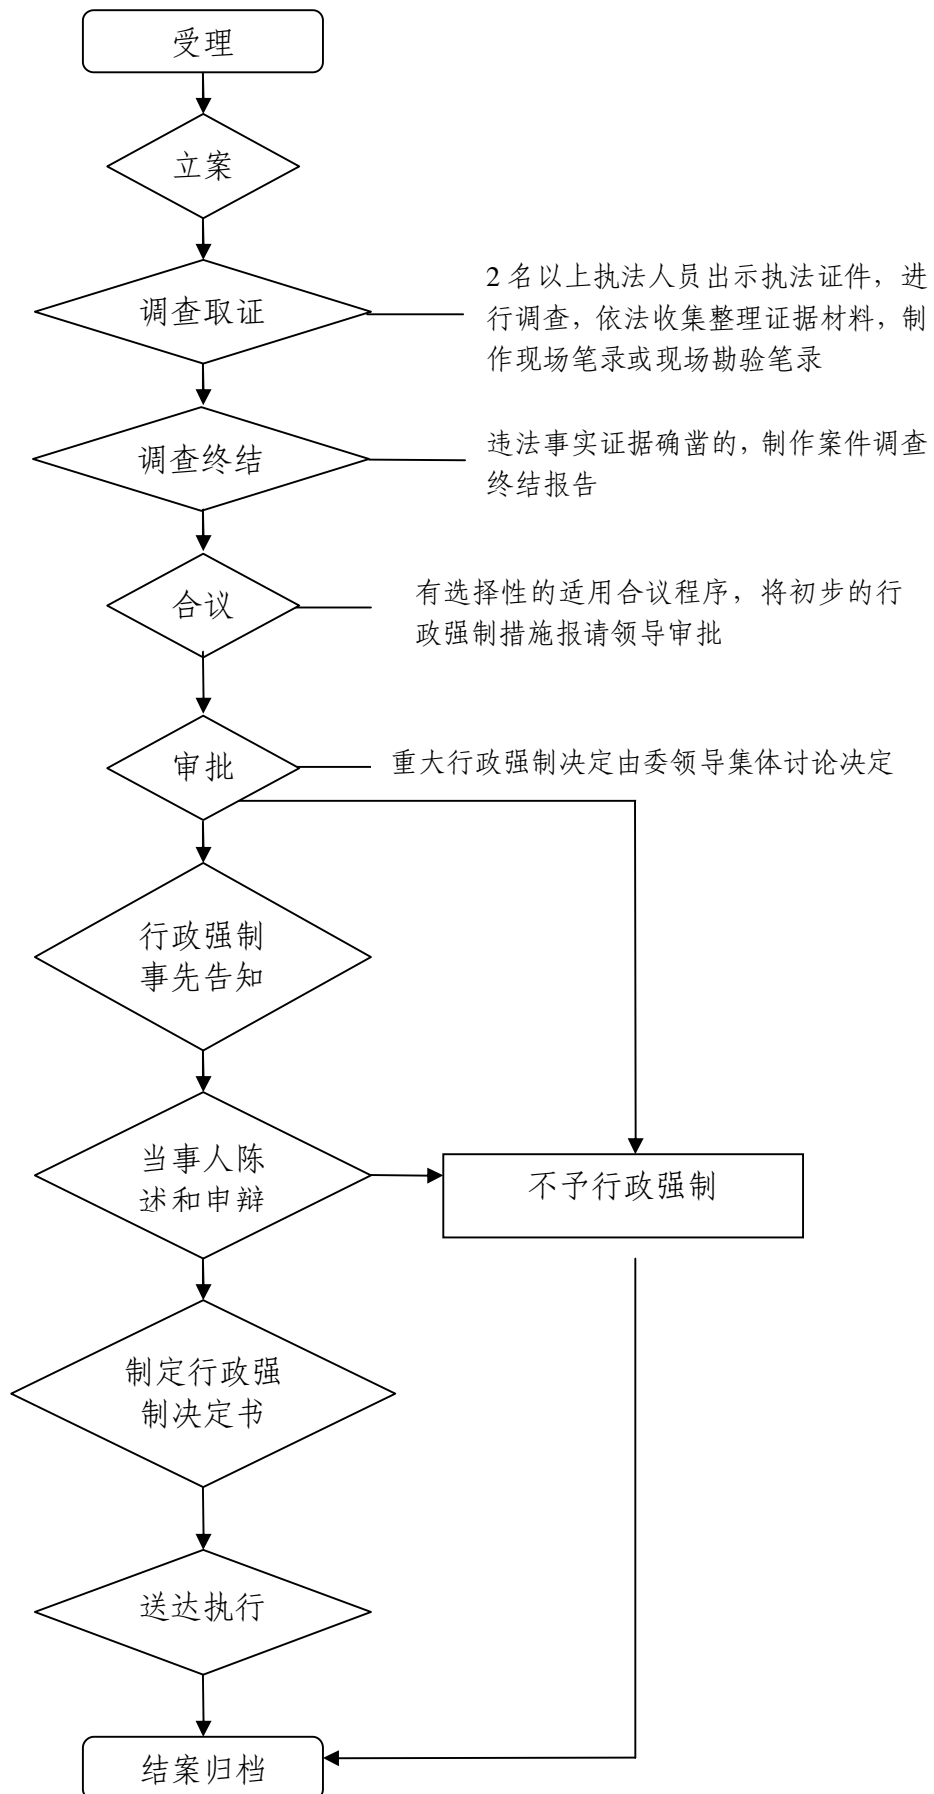 受理
立案
调查取证
2 名以上执法人员出示执法证件，进
行调查，依法收集整理证据材料，制
作现场笔录或现场勘验笔录
调查终结
违法事实证据确凿的，制作案件调查
终结报告
合议
有选择性的适用合议程序，将初步的行
政强制措施报请领导审批
审批
重大行政强制决定由委领导集体讨论决定
行政强制
事先告知
当事人陈
述和申辩
不予行政强制
制定行政强
制决定书
送达执行
结案归档